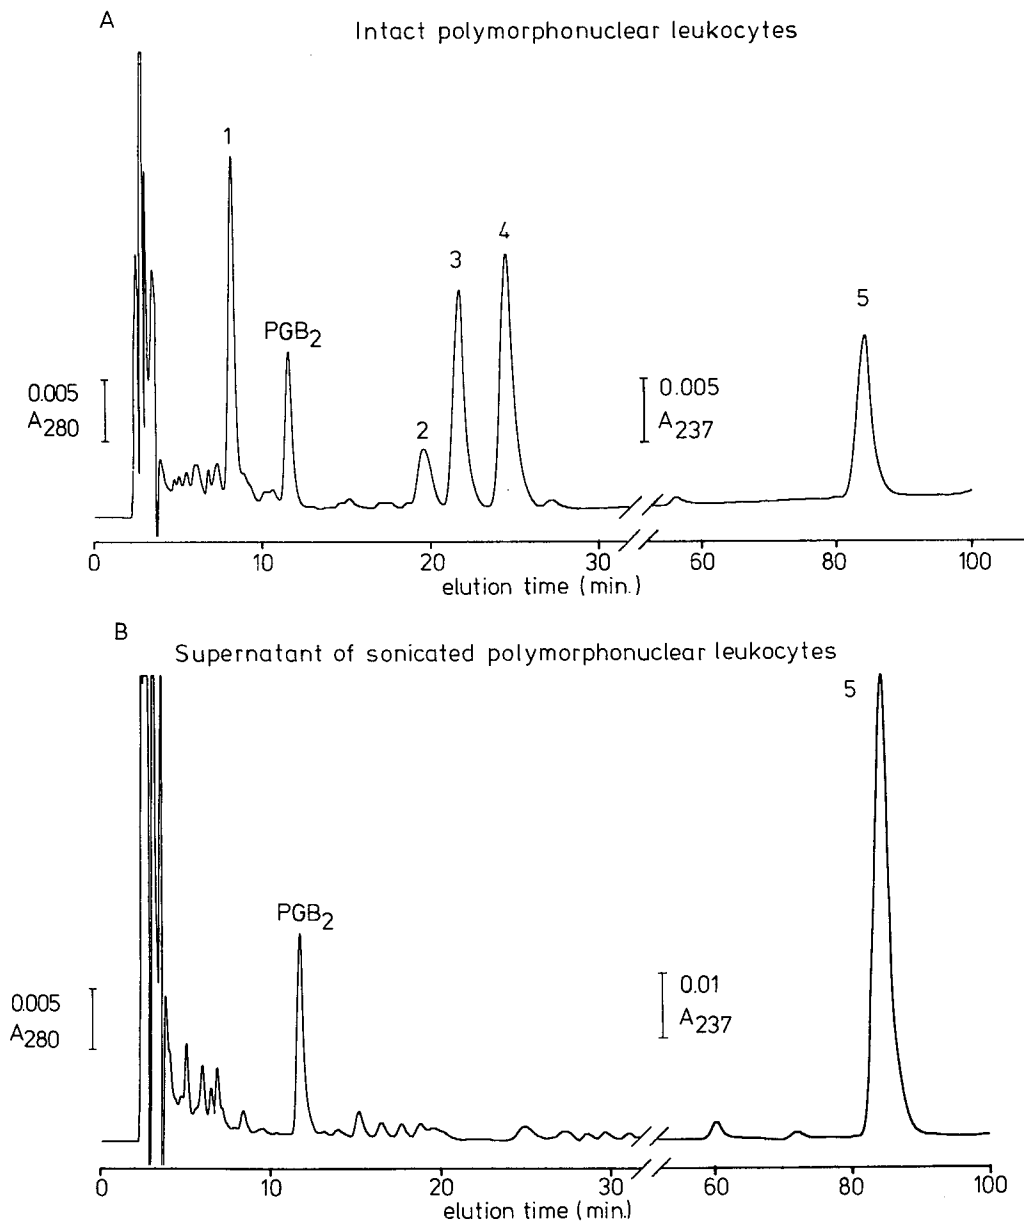 A
Intact polymorphonuclear leukocytes
1
PGB2
2
3
4
5
0.005
A280
0.005
A237
0 10 20 30 60 80 100
elution time (min.)
B
Supernatant of sonicated polymorphonuclear leukocytes
5
PGB2
0.005
A280
0.01
A237
0 10 20 30 60 80 100
elution time (min.)